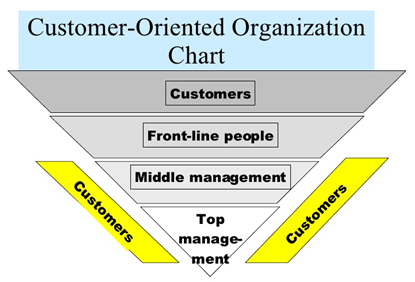 Customer-Oriented Organization
Chart
Customers
Front-line people
Middle management
Customers
Customers
Top
manage-
ment